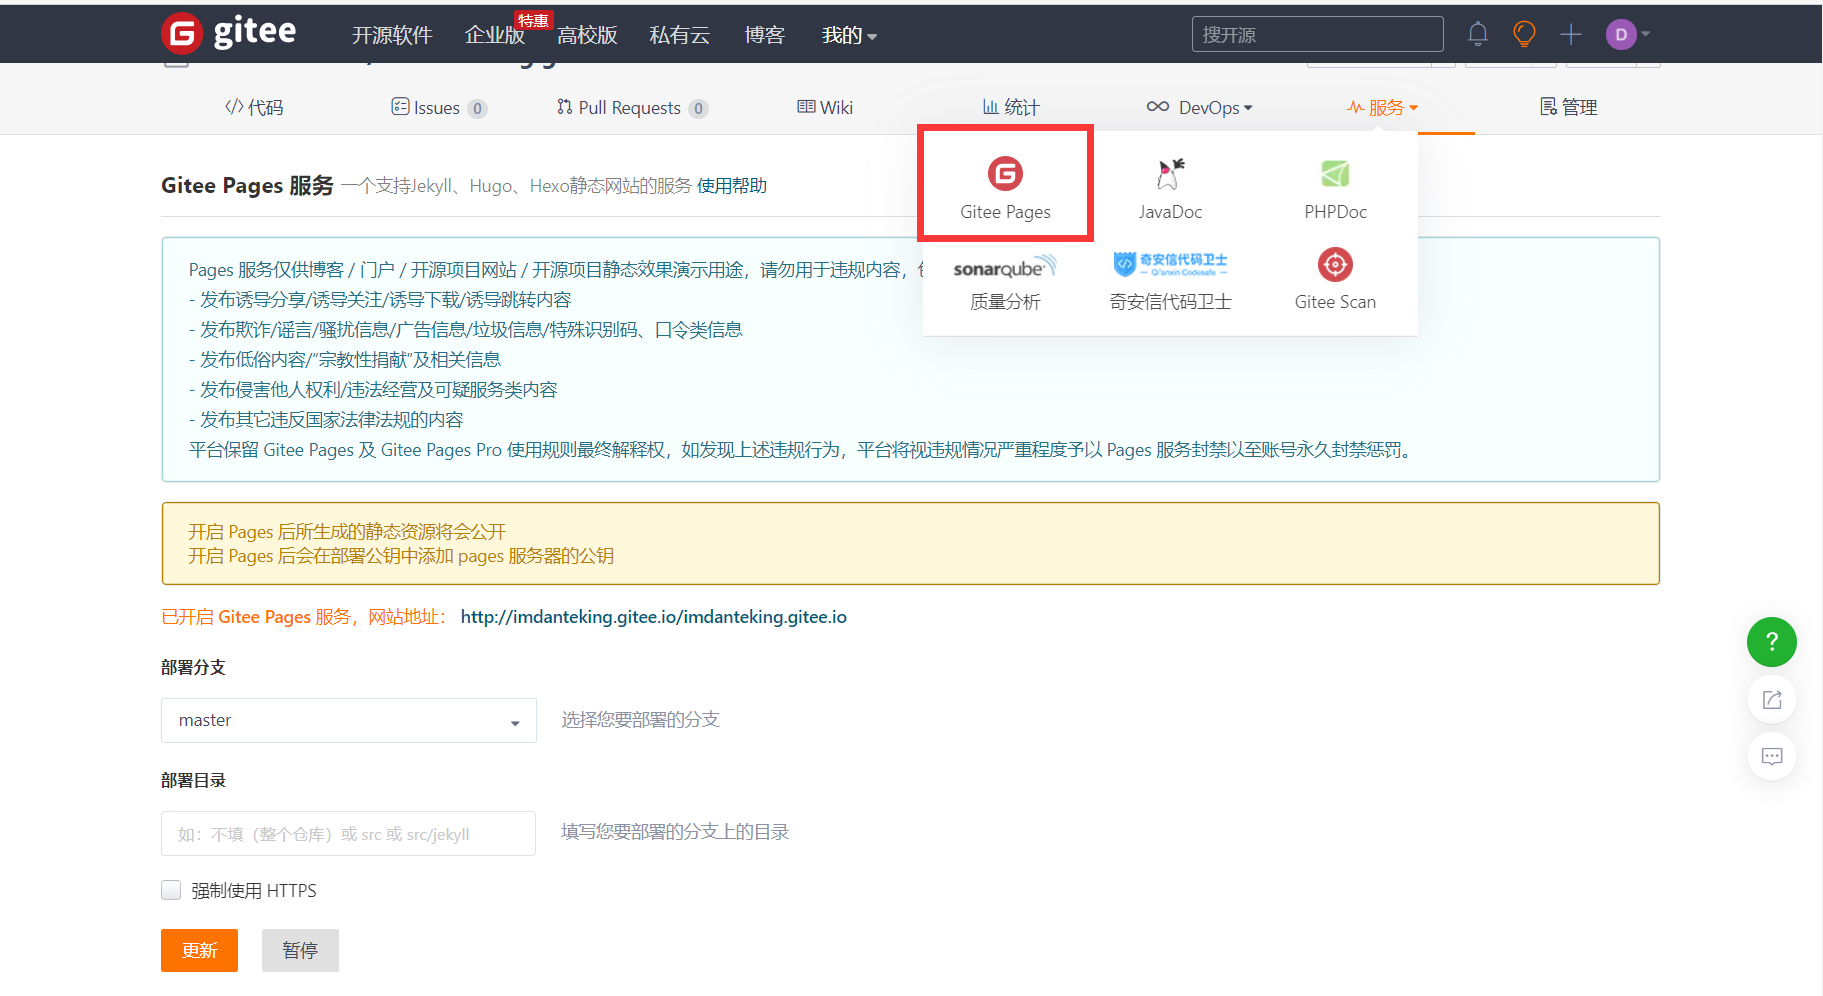 gitee
开源软件 企业版 特惠 高校版 私有云 博客 我的
搜开源
D
代码 Issues 0 Pull Requests 0 Wiki 统计 DevOps 服务 管理
Gitee Pages 服务 一个支持Jekyll、Hugo、Hexo静态网站的服务 使用帮助
Gitee Pages JavaDoc PHPDoc
sonarqube 奇安信代码卫士
Qi'anxin Codesafe
质量分析 奇安信代码卫士 Gitee Scan
Pages 服务仅供博客 / 门户 / 开源项目网站 / 开源项目静态效果演示用途，请勿用于违规内容，
- 发布诱导分享/诱导关注/诱导下载/诱导跳转内容
- 发布欺诈/谣言/骚扰信息/广告信息/垃圾信息/特殊识别码、口令类信息
- 发布低俗内容/“宗教性捐献”及相关信息
- 发布侵害他人权利/违法经营及可疑服务类内容
- 发布其它违反国家法律法规的内容
平台保留 Gitee Pages 及 Gitee Pages Pro 使用规则最终解释权，如发现上述违规行为，平台将视违规情况严重程度予以 Pages 服务封禁以至账号永久封禁惩罚。
开启 Pages 后所生成的静态资源将会公开
开启 Pages 后会在部署公钥中添加 pages 服务器的公钥
已开启 Gitee Pages 服务，网站地址： http://imdanteking.gitee.io/imdanteking.gitee.io
部署分支
master 选择您要部署的分支
部署目录
如：不填（整个仓库）或 src 或 src/jekyll 填写您要部署的分支上的目录
强制使用 HTTPS
更新 暂停
?